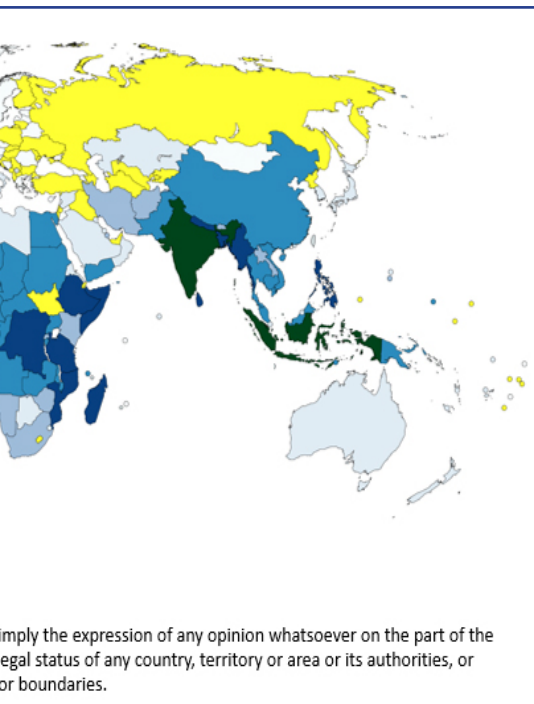 imply the expression of any opinion whatsoever on the part of the
egal status of any country, territory or area or its authorities, or
or boundaries.